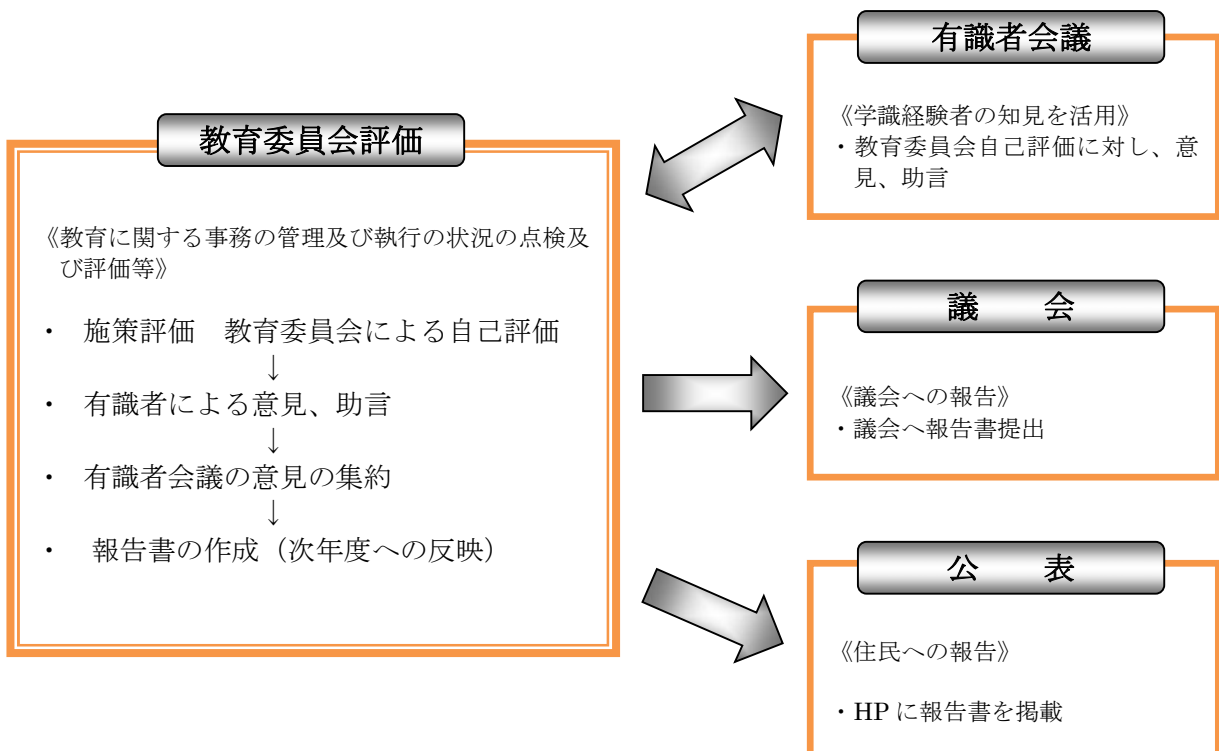 教育委員会評価
《教育に関する事務の管理及び執行の状況の点検及
び評価等》
・ 施策評価 教育委員会による自己評価
↓
・ 有識者による意見、助言
↓
・ 有識者会議の意見の集約
↓
・ 報告書の作成（次年度への反映）
有識者会議
《学識経験者の知見を活用》
・教育委員会自己評価に対し、意
見、助言
議 会
《議会への報告》
・議会へ報告書提出
公 表
《住民への報告》
・HP に報告書を掲載